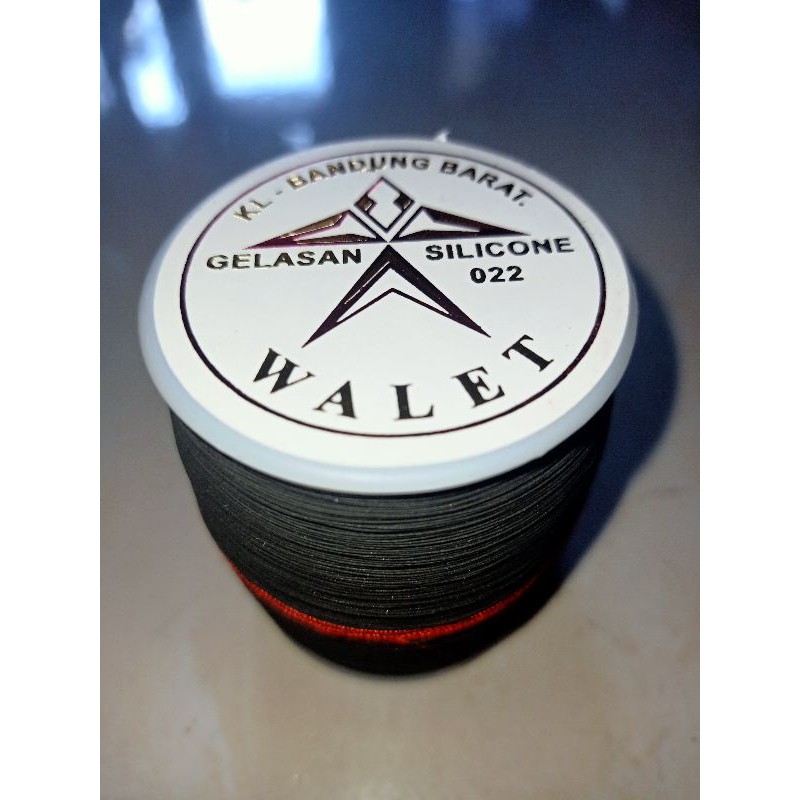 KL - BANDUNG BARAT.
GELASAN SILICONE
022
WALET